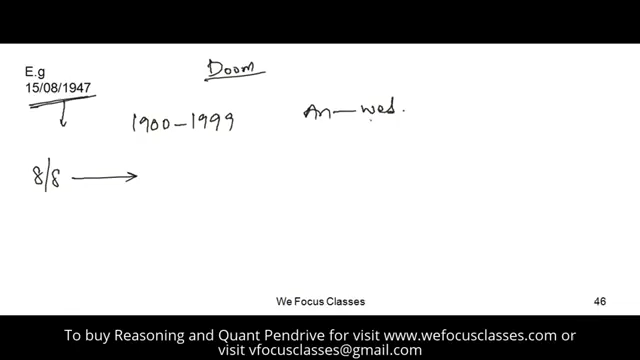 E.g
15/08/1947
Doom
1900 – 1999
An – wed.
8/8
We Focus Classes
46
To buy Reasoning and Quant Pendrive for visit www.wefocusclasses.com or
visit vfocusclasses@gmail.com